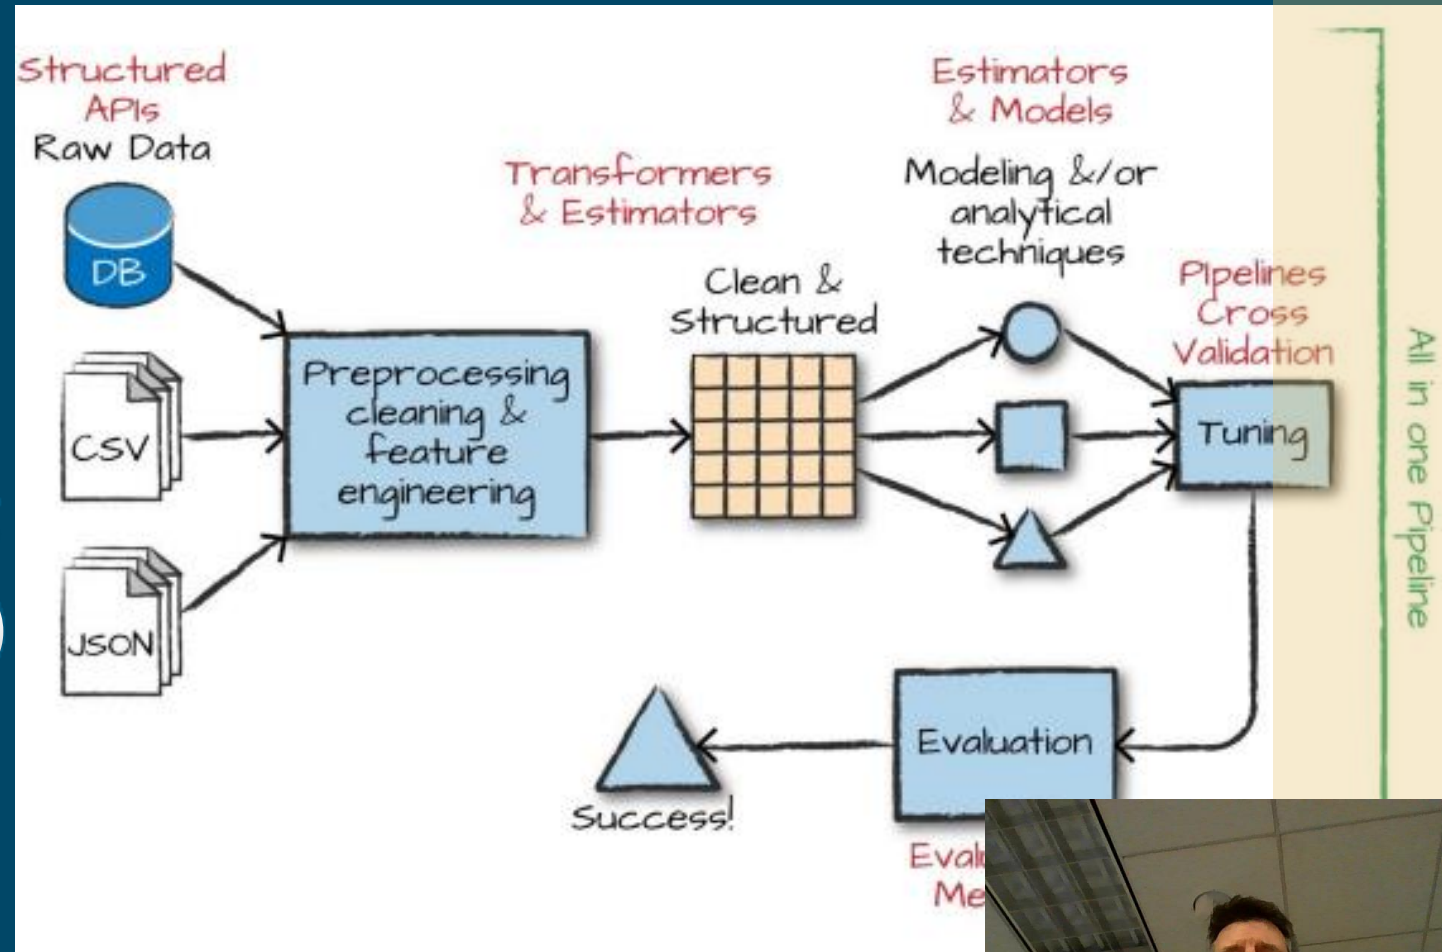 Structured
APIs
Raw Data
DB
CSV
JSON
Transformers
& Estimators
Preprocessing
cleaning &
feature
engineering
Clean &
Structured
Estimators
& Models
Modeling &/or
analytical
techniques
PIpelines
Cross
Validation
Tuning
All in one Pipeline
Evaluation
Success!